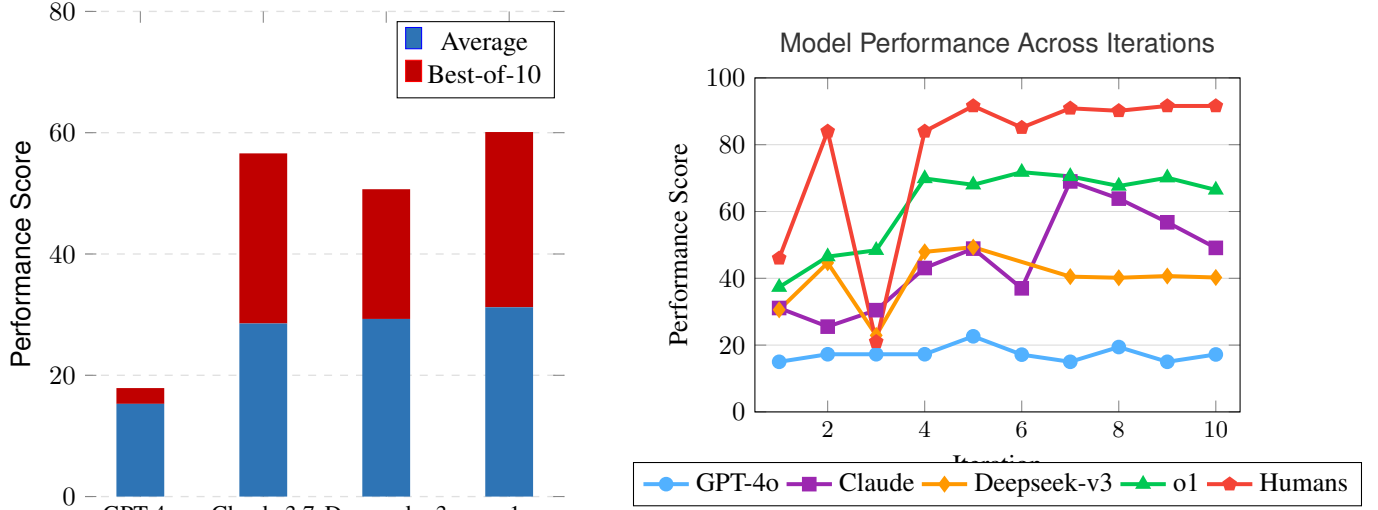 80
60
40
20
0
Performance Score
Average
Best-of-10
Model Performance Across Iterations
100
80
60
40
20
0
Performance Score
2 4 6 8 10
Iteration
GPT-4o Claude Deepseek-v3 o1 Humans